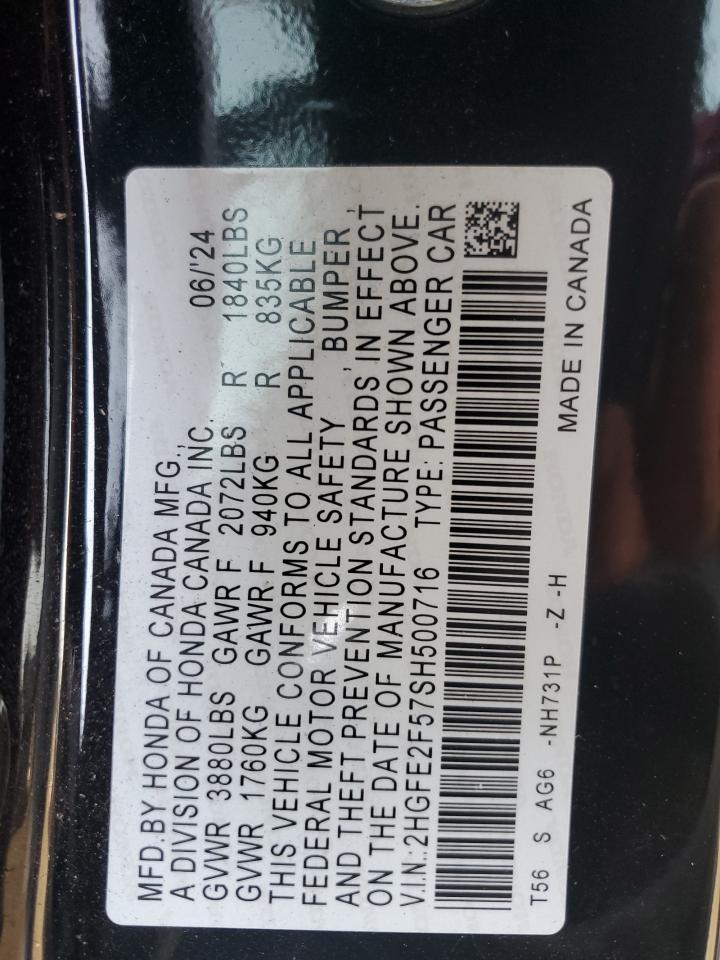 MFD.BY HONDA OF CANADA MFG.,
A DIVISION OF HONDA CANADA INC. 06/'24
GVWR 3880LBS GAWR F 2072LBS R 1840LBS
GVWR 1760KG GAWR F 940KG R 835KG
THIS VEHICLE CONFORMS TO ALL APPLICABLE
FEDERAL MOTOR VEHICLE SAFETY , BUMPER ,
AND THEFT PREVENTION STANDARDS IN EFFECT
ON THE DATE OF MANUFACTURE SHOWN ABOVE.
V.I.N.:2HGFE2F57SH500716 TYPE: PASSENGER CAR
T56 S AG6 -NH731P -Z -H
MADE IN CANADA